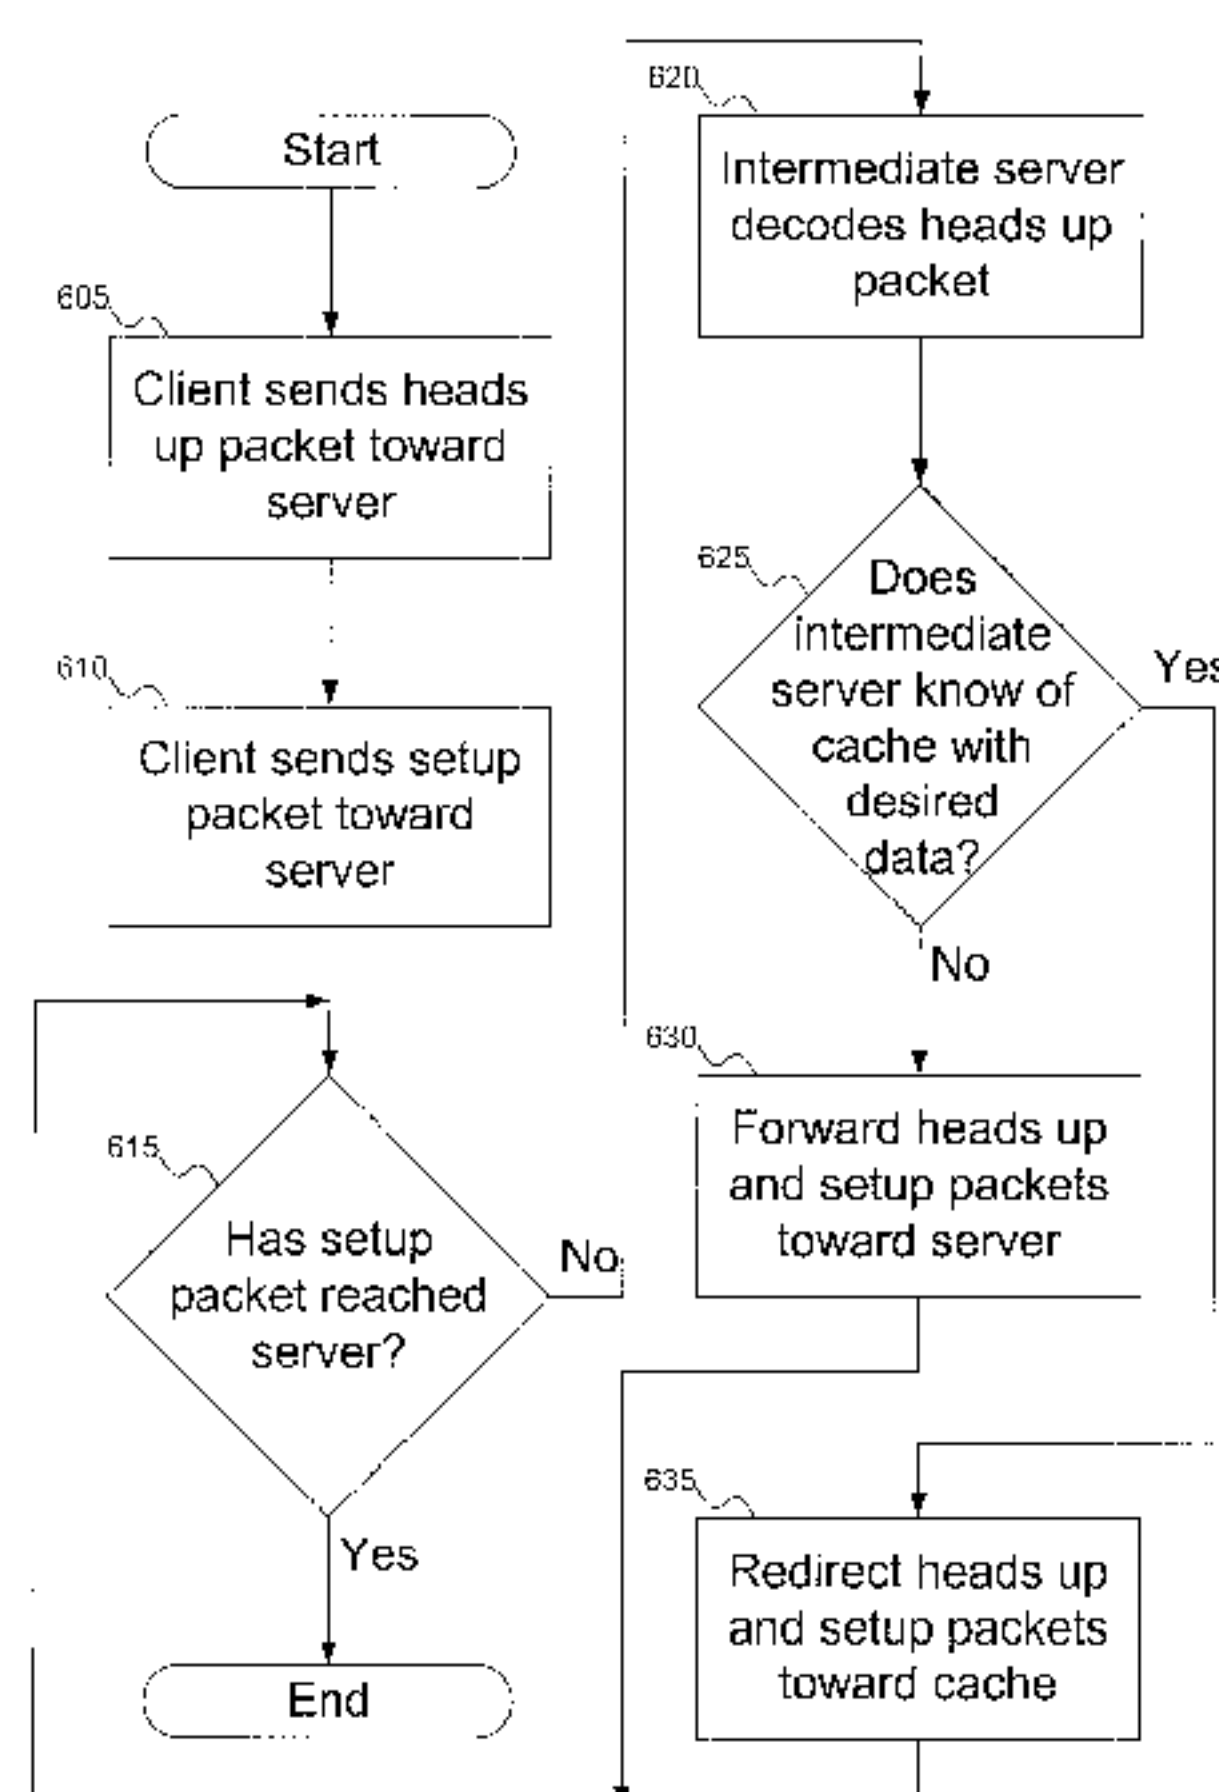 Start
605
Client sends heads
up packet toward
server
610
Client sends setup
packet toward
server
615
Has setup
packet reached
server?
No
Yes
End
620
Intermediate server
decodes heads up
packet
625
Does
intermediate
server know of
cache with
desired
data?
Yes
No
630
Forward heads up
and setup packets
toward server
635
Redirect heads up
and setup packets
toward cache